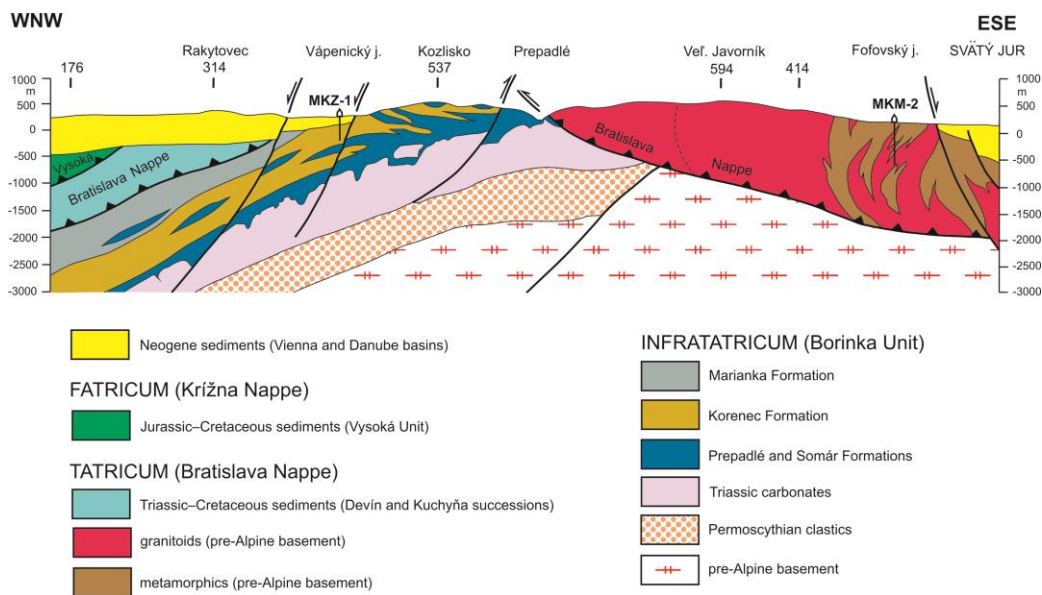 WNW
ESE
Rakytovec
Vápenický j.
Kozlisko
Prepadlé
Veľ. Javorník
Fofovský j.
SVÄTÝ JUR
176
314
537
594
414
1000
m
500
0
-500
-1000
-1500
-2000
-2500
-3000
MKZ-1
MKM-2
1000
m
500
0
-500
-1000
-1500
-2000
-2500
-3000
Vysoká
Bratislava Nappe
Bratislava
Nappe
Neogene sediments (Vienna and Danube basins)
FATRICUM (Krížna Nappe)
Jurassic–Cretaceous sediments (Vysoká Unit)
TATRICUM (Bratislava Nappe)
Triassic–Cretaceous sediments (Devín and Kuchyňa successions)
granitoids (pre-Alpine basement)
metamorphics (pre-Alpine basement)
INFRATATRICUM (Borinka Unit)
Marianka Formation
Korenec Formation
Prepadlé and Somár Formations
Triassic carbonates
Permoscythian clastics
pre-Alpine basement